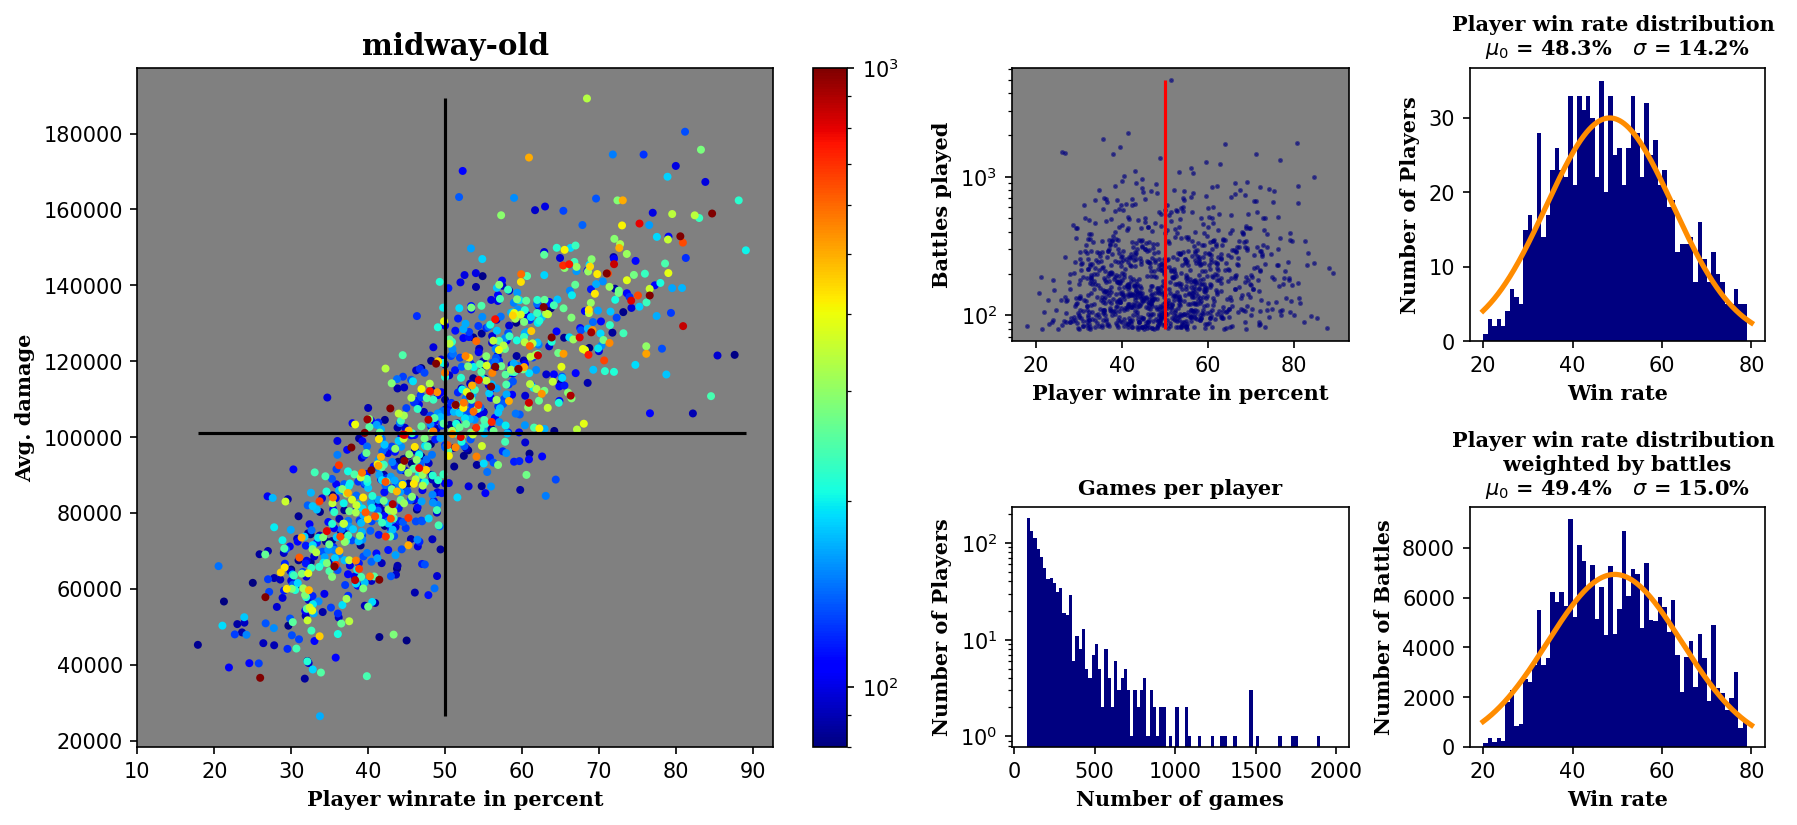 midway-old
Avg. damage
180000
160000
140000
120000
100000
80000
60000
40000
20000
10 20 30 40 50 60 70 80 90
Player winrate in percent
10³
10²
Battles played
10³
10²
20 40 60 80
Player winrate in percent
Player win rate distribution
μ₀ = 48.3% σ = 14.2%
Number of Players
30
20
10
0
20 40 60 80
Win rate
Games per player
Number of Players
10²
10¹
10⁰
0 500 1000 1500 2000
Number of games
Player win rate distribution
weighted by battles
μ₀ = 49.4% σ = 15.0%
Number of Battles
8000
6000
4000
2000
0
20 40 60 80
Win rate